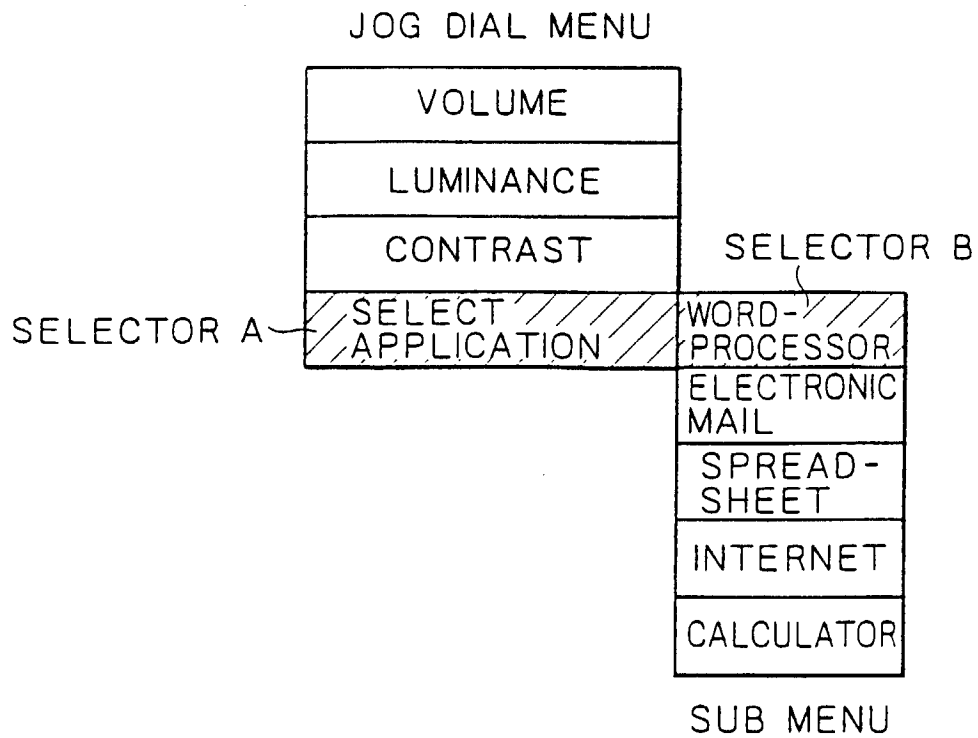 JOG DIAL MENU
VOLUME
LUMINANCE
CONTRAST
SELECTOR B
SELECTOR A
SELECT
APPLICATION
WORD-
PROCESSOR
ELECTRONIC
MAIL
SPREAD-
SHEET
INTERNET
CALCULATOR
SUB MENU